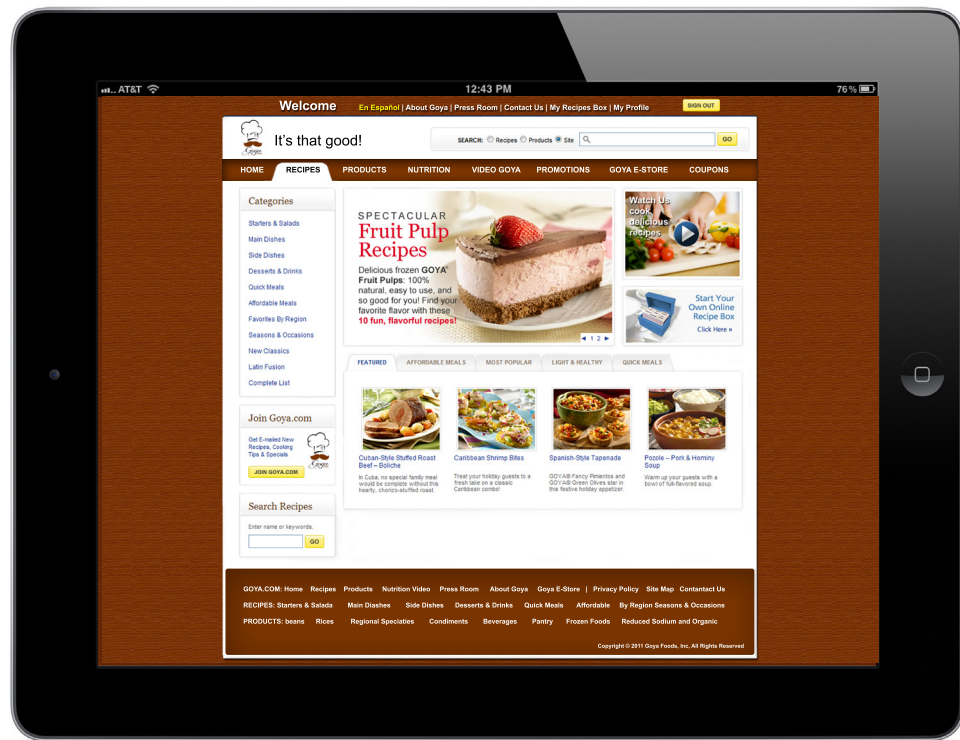 AT&T
12:43 PM
76%
Welcome
En Español | About Goya | Press Room | Contact Us | My Recipes Box | My Profile
SIGN OUT
Goya
It's that good!
SEARCH: Recipes Products Site
GO
HOME RECIPES PRODUCTS NUTRITION VIDEO GOYA PROMOTIONS GOYA E-STORE COUPONS
Categories
Starters & Salads
Main Dishes
Side Dishes
Desserts & Drinks
Quick Meals
Affordable Meals
Favorites By Region
Seasons & Occasions
New Classics
Latin Fusion
Complete List
SPECTACULAR
Fruit Pulp
Recipes
Delicious frozen GOYA®
Fruit Pulps: 100%
natural, easy to use, and
so good for you! Find your
favorite flavor with these
10 fun, flavorful recipes!
◄ 1 2 ►
Watch Us
cook
delicious
recipes
Start Your
Own Online
Recipe Box
Click Here »
FEATURED AFFORDABLE MEALS MOST POPULAR LIGHT & HEALTHY QUICK MEALS
Cuban-Style Stuffed Roast
Beef – Boliche
In Cuba, no special family meal
would be complete without this
hearty, chorizo-stuffed roast.
Caribbean Shrimp Bites
Treat your holiday guests to a
fresh take on a classic
Caribbean combo!
Spanish-Style Tapenade
GOYA® Fancy Pimentos and
GOYA® Green Olives star in
this festive holiday appetizer.
Pozole – Pork & Hominy
Soup
Warm up your guests with a
bowl of full-flavored soup.
Join Goya.com
Get E-mailed New
Recipes, Cooking
Tips & Specials
JOIN GOYA.COM
Goya
Search Recipes
Enter name or keywords.
GO
GOYA.COM: Home Recipes Products Nutrition Video Press Room About Goya Goya E-Store | Privacy Policy Site Map Contantact Us
RECIPES: Starters & Salada Main Diashes Side Dishes Desserts & Drinks Quick Meals Affordable By Region Seasons & Occasions
PRODUCTS: beans Rices Regional Specialties Condiments Beverages Pantry Frozen Foods Reduced Sodium and Organic
Copyright © 2011 Goya Foods, Inc, All Rights Reserved